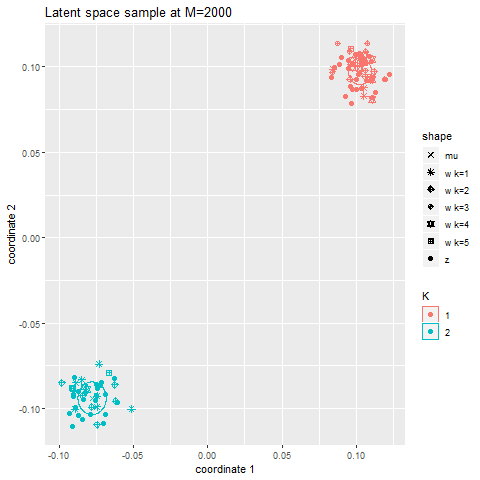 Latent space sample at M=2000
coordinate 2
0.10
0.05
0.00
-0.05
-0.10
-0.10
-0.05
0.00
0.05
0.10
coordinate 1
shape
mu
w k=1
w k=2
w k=3
w k=4
w k=5
z
K
1
2